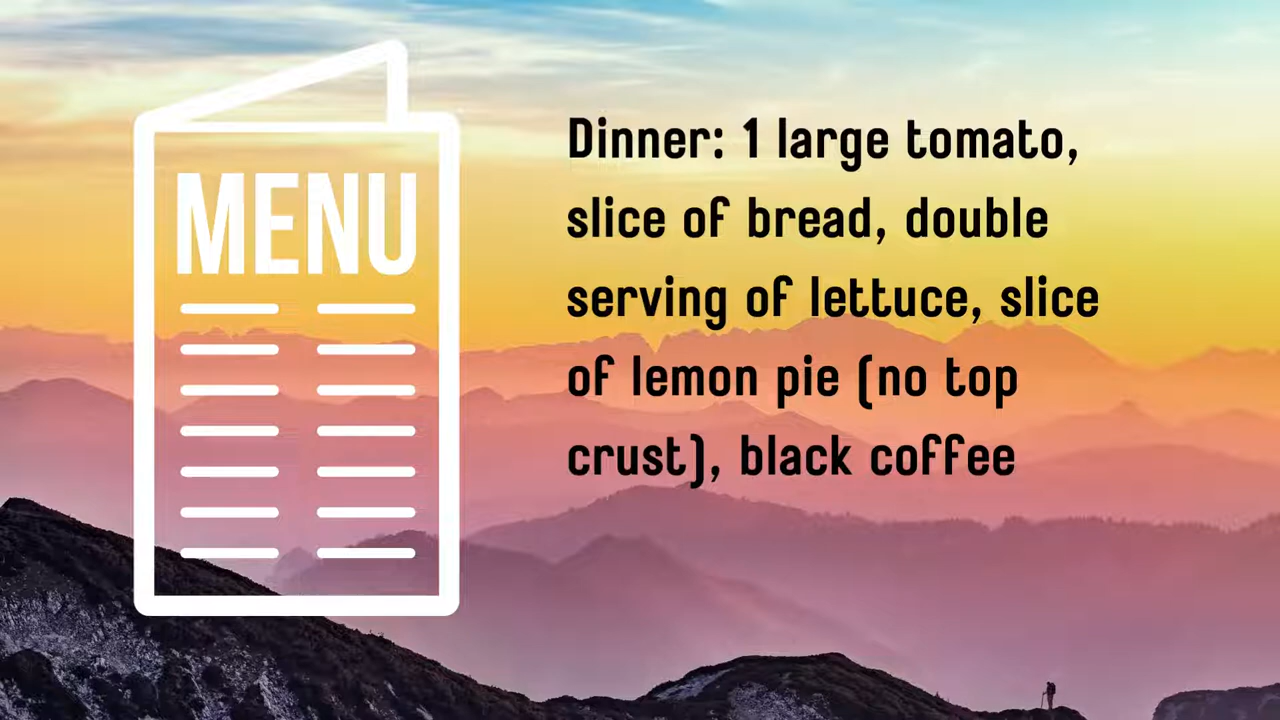 MENU
Dinner: 1 large tomato,
slice of bread, double
serving of lettuce, slice
of lemon pie (no top
crust), black coffee